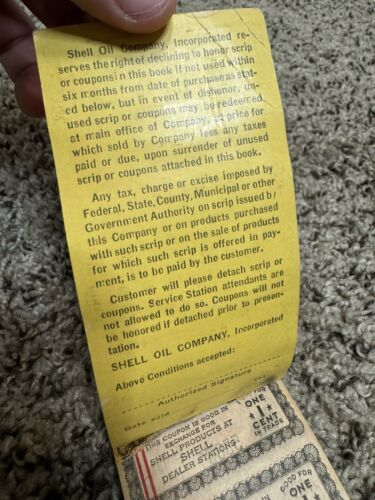 Shell Oil Company, Incorporated re-
serves the right of declining to honor scrip
or coupons in this book if not used within
six months from date of purchase as stat-
ed below, but in event of dishonor, un-
used scrip or coupons may be redeemed
at main office of Company, at price for
which sold by Company less any taxes
paid or due, upon surrender of unused
scrip or coupons attached in this book.
Any tax, charge or excise imposed by
Federal, State, County, Municipal or other
Government Authority on scrip issued by
this Company or on products purchased
with such scrip or on the sale of products
for which such scrip is offered in pay-
ment, is to be paid by the customer.
Customer will please detach scrip or
coupons. Service Station attendants are
not allowed to do so. Coupons will not
be honored if detached prior to presen-
tation.
SHELL OIL COMPANY, Incorporated
Above Conditions accepted:
Authorized Signature
Date sold
THIS COUPON IS GOOD IN
EXCHANGE FOR
SHELL PRODUCTS AT
SHELL
DEALER STATIONS
GOOD FOR
ONE
1
CENT
IN TRADE
GOOD FOR
ONE